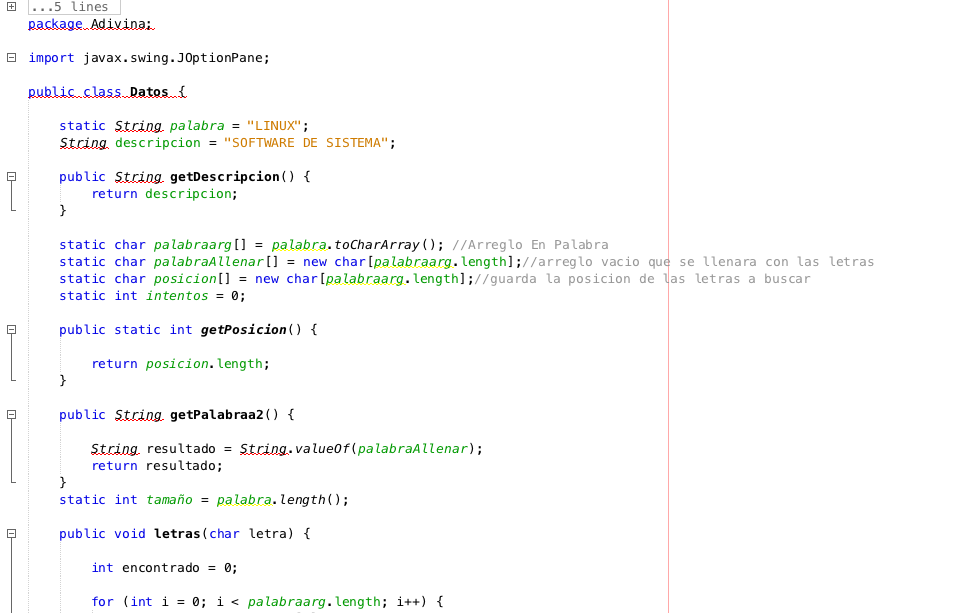 ...5 lines
package Adivina;
import javax.swing.JOptionPane;
public class Datos {
static String palabra = "LINUX";
String descripcion = "SOFTWARE DE SISTEMA";
public String getDescripcion() {
return descripcion;
}
static char palabraarg[] = palabra.toCharArray(); //Arreglo En Palabra
static char palabraAllenar[] = new char[palabraarg.length];//arreglo vacio que se llenara con las letras
static char posicion[] = new char[palabraarg.length];//guarda la posicion de las letras a buscar
static int intentos = 0;
public static int getPosicion() {
return posicion.length;
}
public String getPalabraa2() {
String resultado = String.valueOf(palabraAllenar);
return resultado;
}
static int tamaño = palabra.length();
public void letras(char letra) {
int encontrado = 0;
for (int i = 0; i < palabraarg.length; i++) {